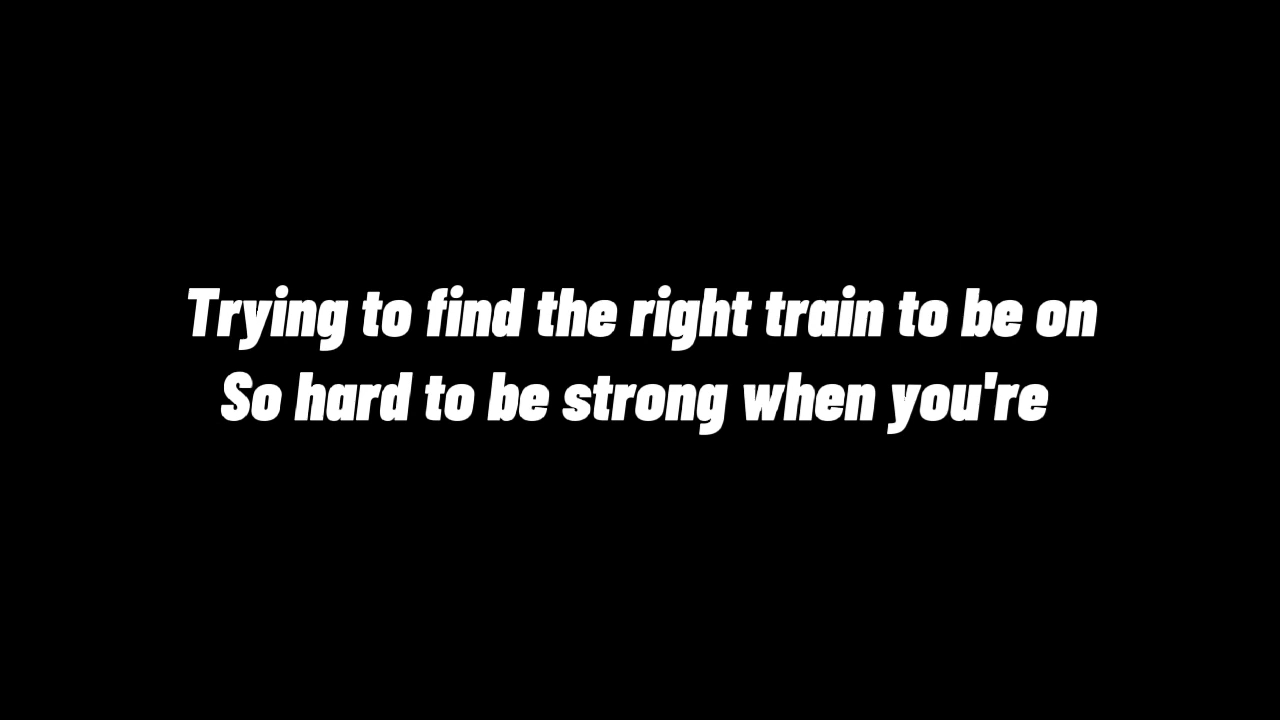 Trying to find the right train to be on
So hard to be strong when you're